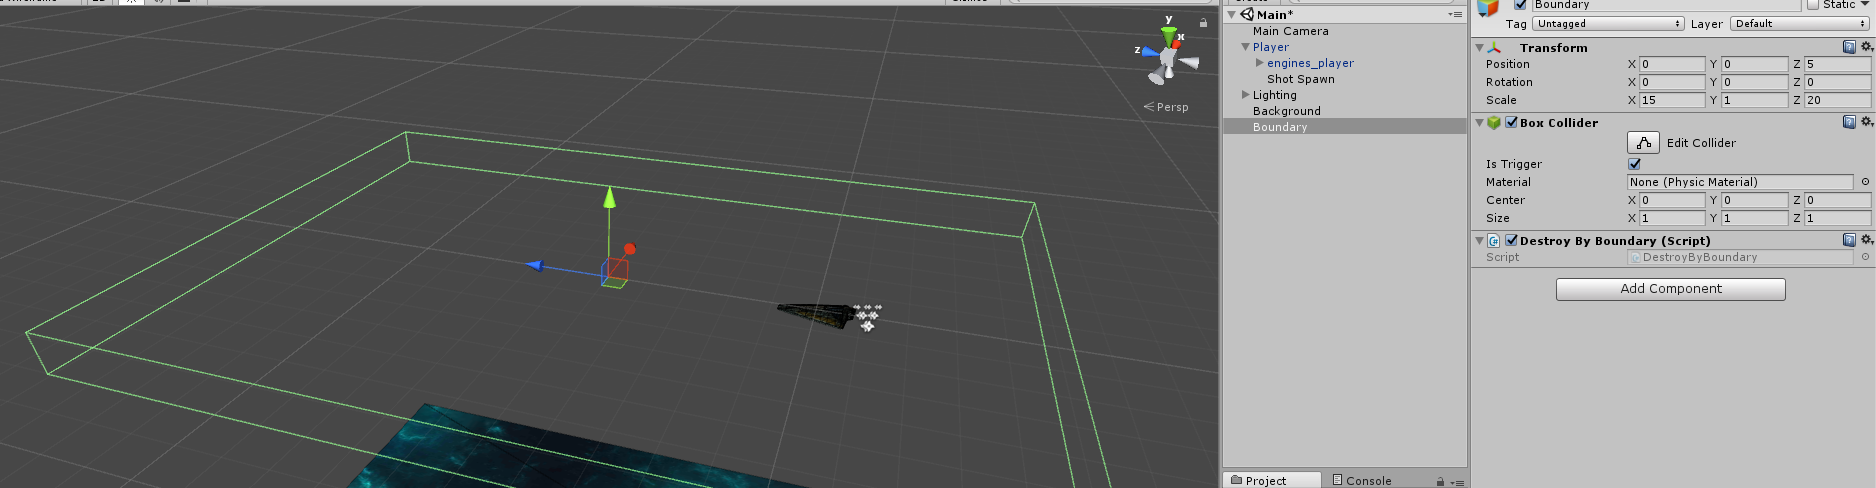 y
x
z
Persp
Main*
Main Camera
Player
engines_player
Shot Spawn
Lighting
Background
Boundary
Project
Console
Boundary
Static
Tag Untagged Layer Default
Transform
Position X 0 Y 0 Z 5
Rotation X 0 Y 0 Z 0
Scale X 15 Y 1 Z 20
Box Collider
Edit Collider
Is Trigger
Material None (Physic Material)
Center X 0 Y 0 Z 0
Size X 1 Y 1 Z 1
Destroy By Boundary (Script)
Script DestroyByBoundary
Add Component